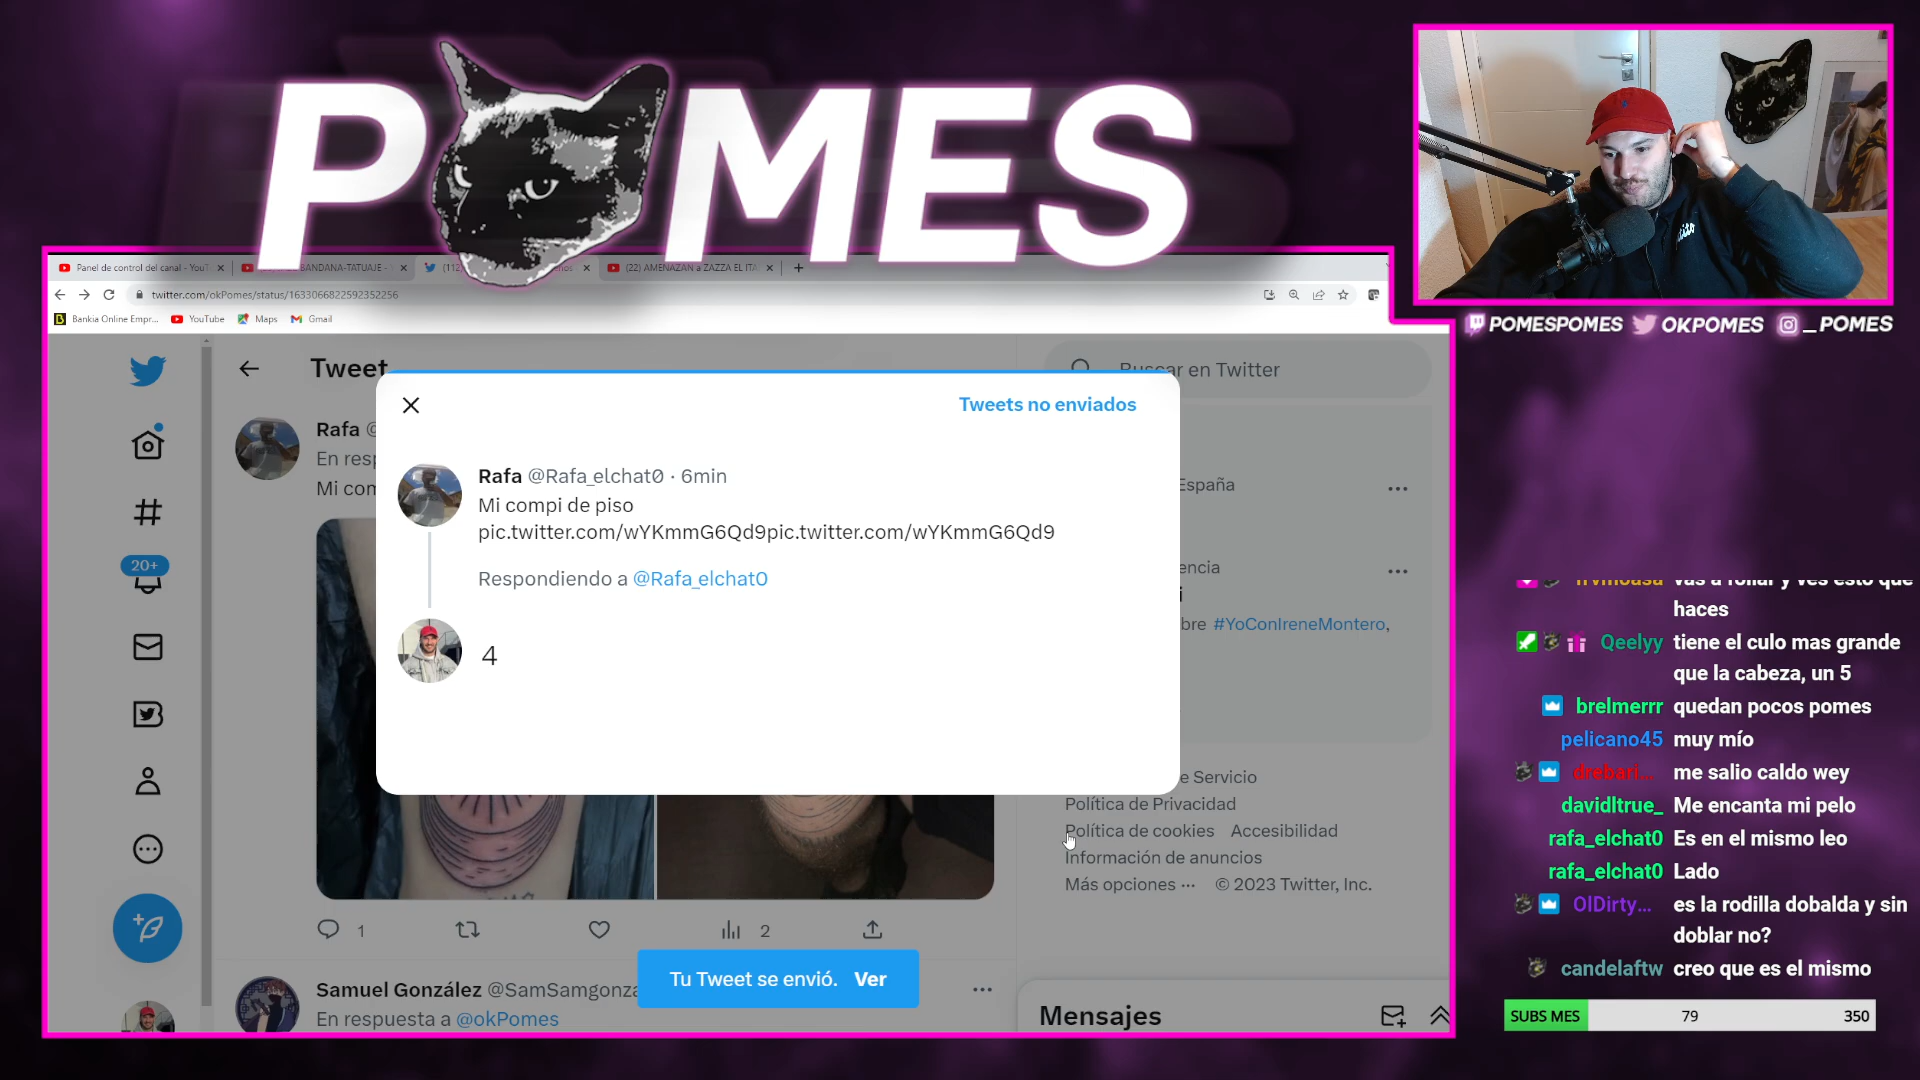 POMES
Panel de control del canal - YouT
BANDANA-TATUAJE -
(22) AMENAZAN a ZAZZA EL ITA
twitter.com/okPomes/status/1633066822592352256
Bankia Online Empr...
YouTube
Maps
Gmail
POMESPOMES
OKPOMES
_POMES
Tweet
Buscar en Twitter
Tweets no enviados
Rafa
En resp
Mi com
Rafa @Rafa_elchat0 · 6min
Mi compi de piso
pic.twitter.com/wYKmmG6Qd9pic.twitter.com/wYKmmG6Qd9
Respondiendo a @Rafa_elchat0
4
España
encia
bre #YoConIreneMontero,
20+
e Servicio
Política de Privacidad
Política de cookies Accesibilidad
Información de anuncios
Más opciones ··· © 2023 Twitter, Inc.
1
2
Tu Tweet se envió. Ver
Samuel González @SamSamgonza
En respuesta a @okPomes
Mensajes
haces
Qeelyy tiene el culo mas grande
que la cabeza, un 5
brelmerrr quedan pocos pomes
pelicano45 muy mío
drebari... me salio caldo wey
davidltrue_ Me encanta mi pelo
rafa_elchat0 Es en el mismo leo
rafa_elchat0 Lado
OlDirty... es la rodilla dobalda y sin
doblar no?
candelaftw creo que es el mismo
SUBS MES 79 350